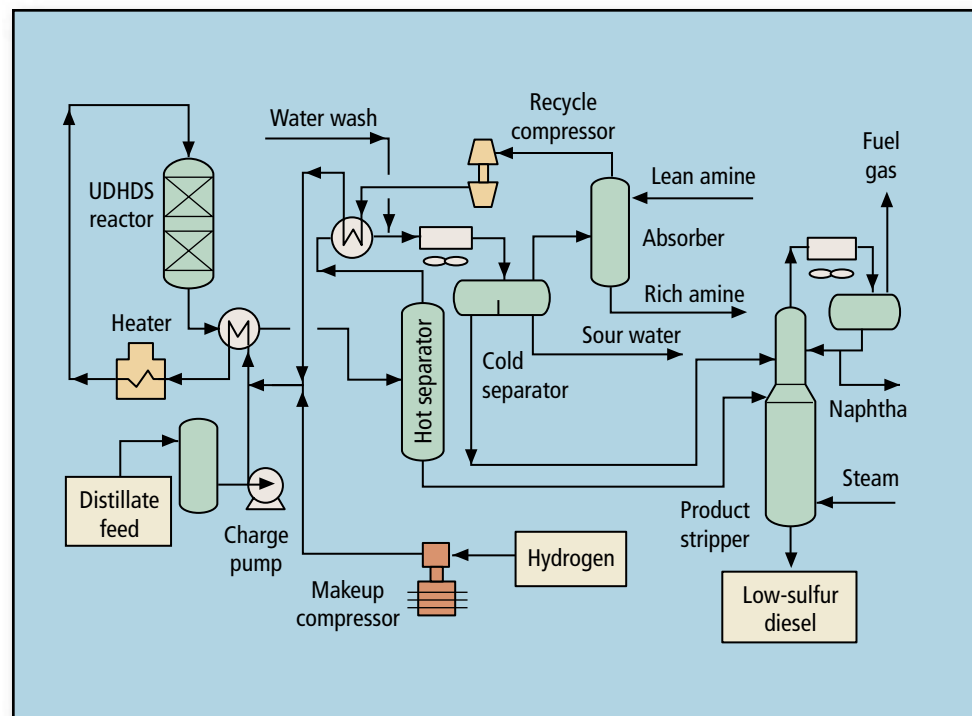 Water wash
Recycle
compressor
Fuel
gas
UDHDS
reactor
Lean amine
Absorber
Rich amine
Heater
Sour water
Cold
separator
Hot separator
Naphtha
Distillate
feed
Charge
pump
Steam
Product
stripper
Hydrogen
Makeup
compressor
Low-sulfur
diesel